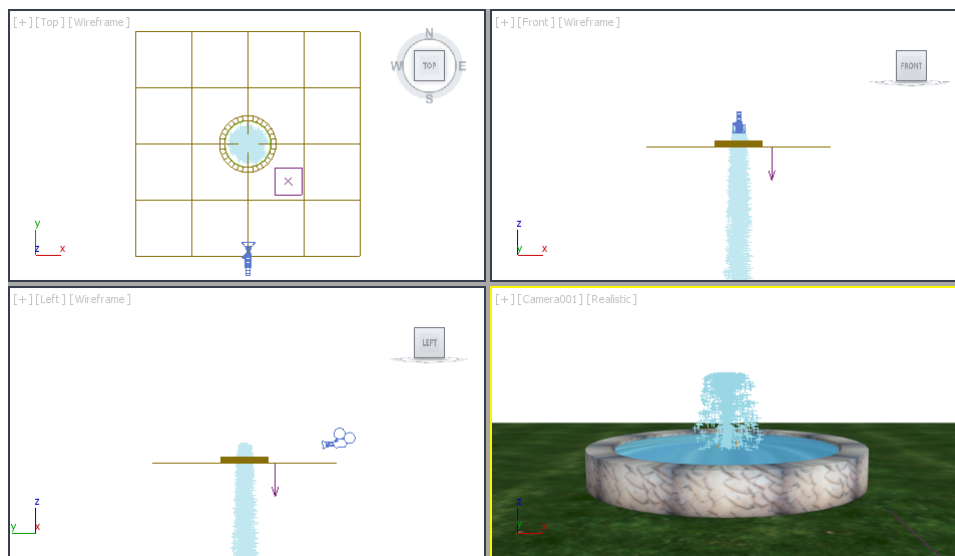 [+] [Top] [Wireframe]
N
W TOP E
S
y
z x
[+] [Front] [Wireframe]
FRONT
z
y x
[+] [Left] [Wireframe]
LEFT
z
y x
[+] [Camera001] [Realistic]
z
y x